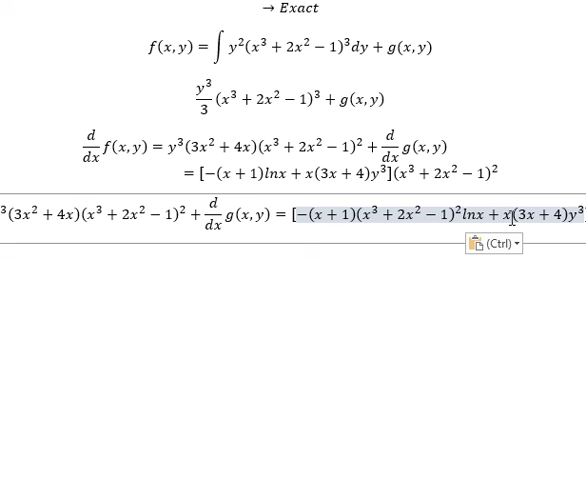 → Exact
f(x, y) = ∫ y²(x³ + 2x² − 1)³dy + g(x, y)
y³/3 (x³ + 2x² − 1)³ + g(x, y)
d/dx f(x, y) = y³(3x² + 4x)(x³ + 2x² − 1)² + d/dx g(x, y)
= [−(x + 1)lnx + x(3x + 4)y³](x³ + 2x² − 1)²
³(3x² + 4x)(x³ + 2x² − 1)² + d/dx g(x, y) = [−(x + 1)(x³ + 2x² − 1)²lnx + x(3x + 4)y³
(Ctrl)